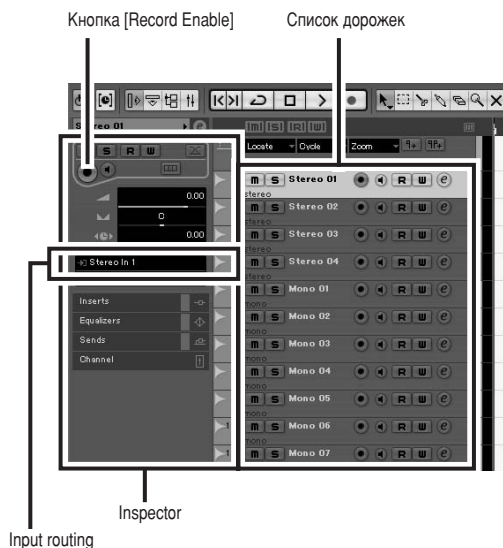 Кнопка [Record Enable]
Список дорожек
Stereo 01
m S R W
Locate Cycle Zoom
S R W
0.00
0
0.00
Stereo In 1
Inserts
Equalizers
Sends
Channel
m S Stereo 01 R W e
stereo
m S Stereo 02 R W e
stereo
m S Stereo 03 R W e
stereo
m S Stereo 04 R W e
stereo
m S Mono 01 R W e
mono
m S Mono 02 R W e
mono
m S Mono 03 R W e
mono
m S Mono 04 R W e
mono
m S Mono 05 R W e
mono
m S Mono 06 R W e
mono
m S Mono 07 R W e
Inspector
Input routing